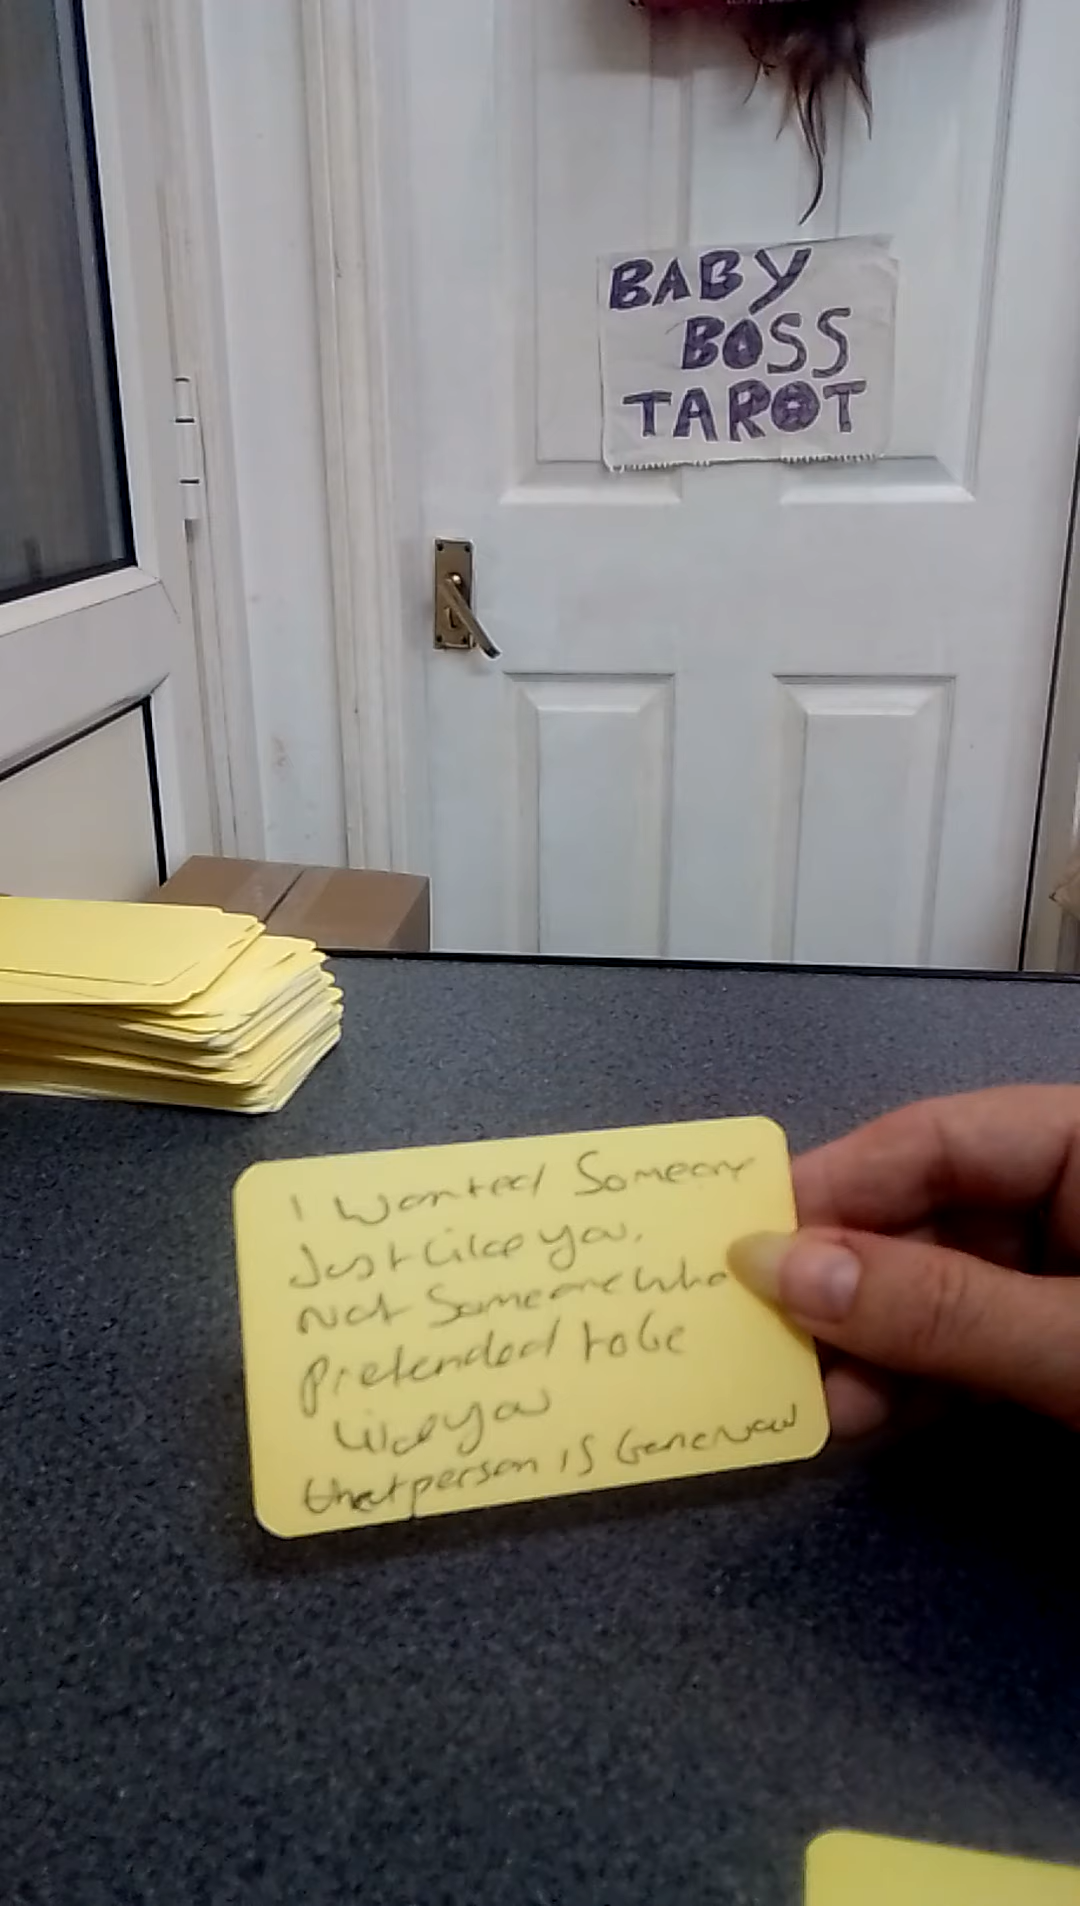 BABY
BOSS
TAROT
I Wanted Someone
Just like you.
Not Someone who
pretended to be
like you
that person is Gone now